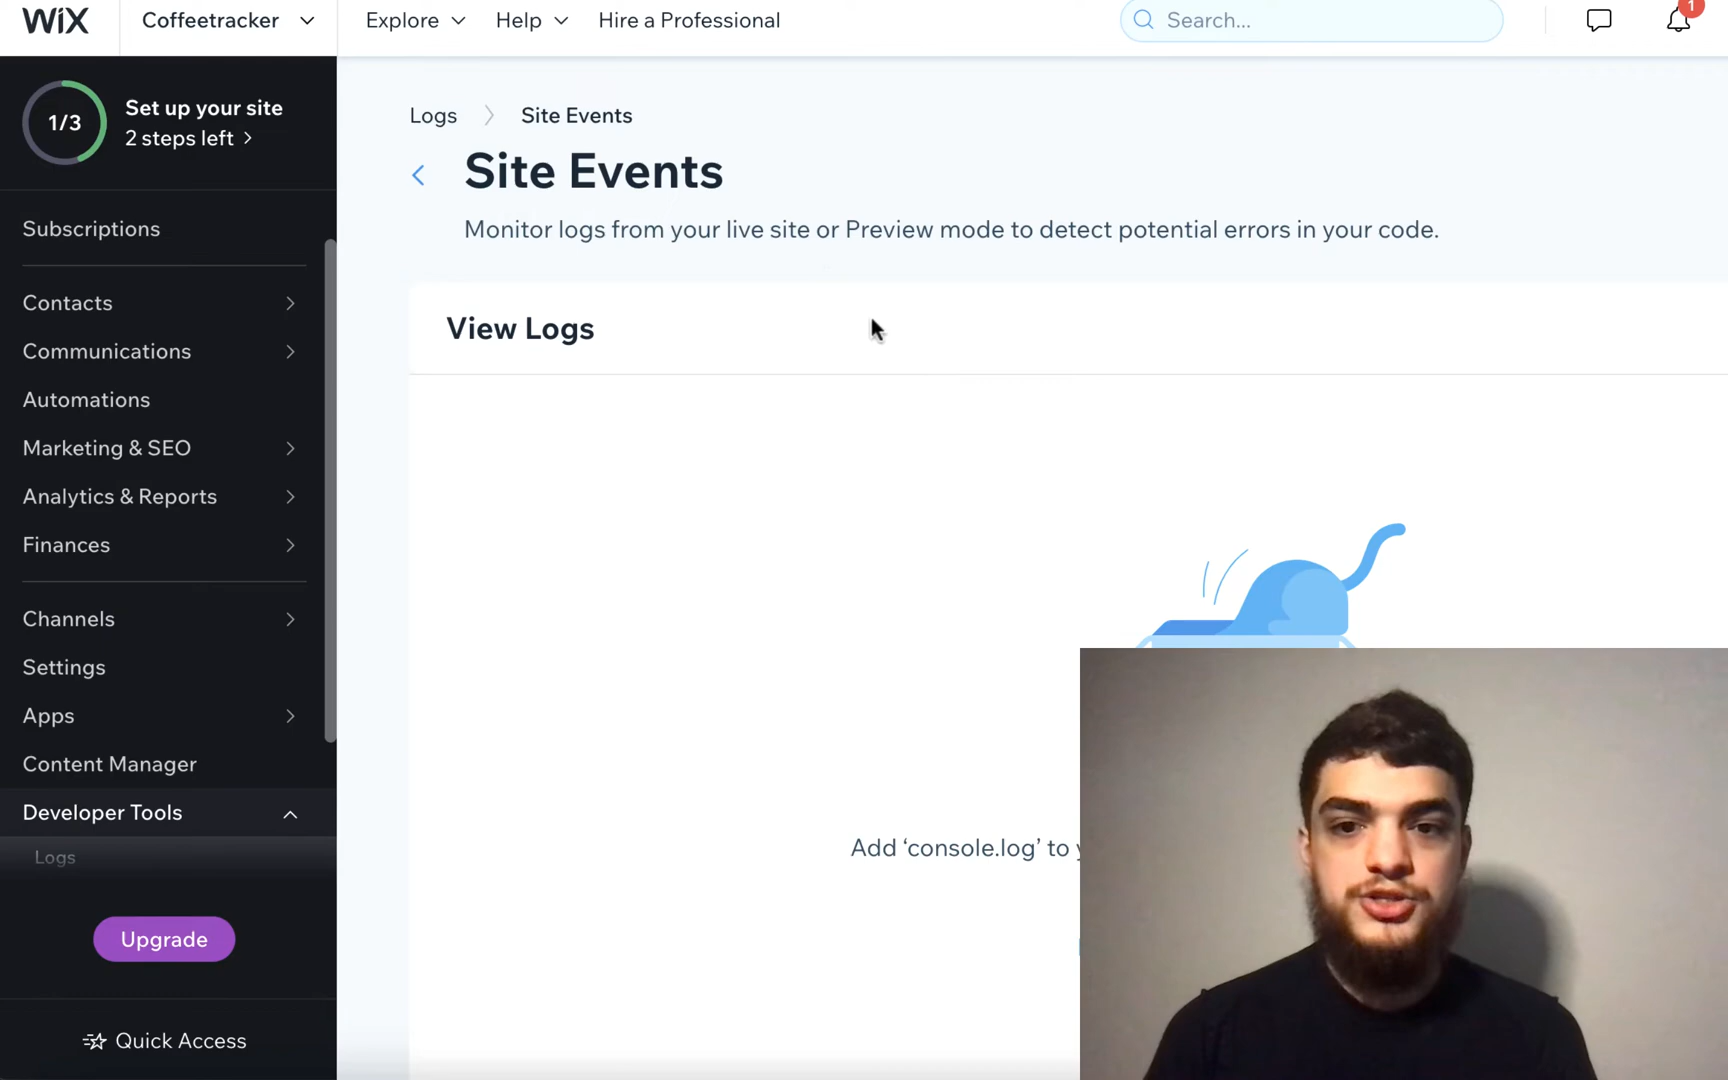 WiX
Coffeetracker
Explore
Help
Hire a Professional
Search...
1
1/3
Set up your site
2 steps left
Subscriptions
Contacts
Communications
Automations
Marketing & SEO
Analytics & Reports
Finances
Channels
Settings
Apps
Content Manager
Developer Tools
Logs
Upgrade
Quick Access
Logs
Site Events
Site Events
Monitor logs from your live site or Preview mode to detect potential errors in your code.
View Logs
Add ‘console.log’ to